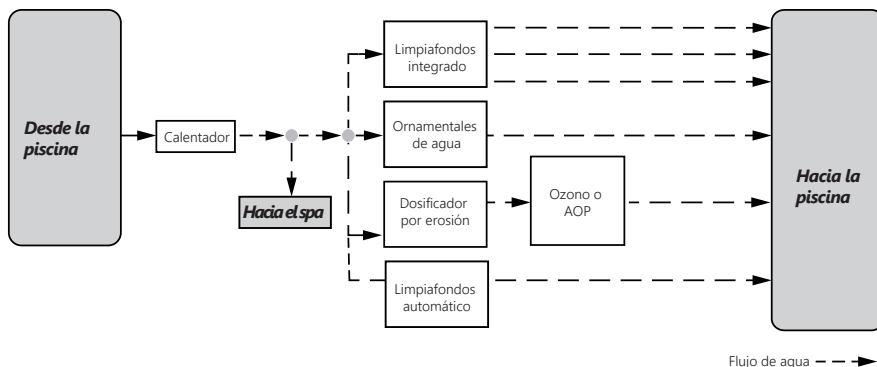 Desde la
piscina
Calentador
Hacia el spa
Limpiafondos
integrado
Ornamentales
de agua
Dosificador
por erosión
Ozono o
AOP
Limpiafondos
automático
Hacia la
piscina
Flujo de agua